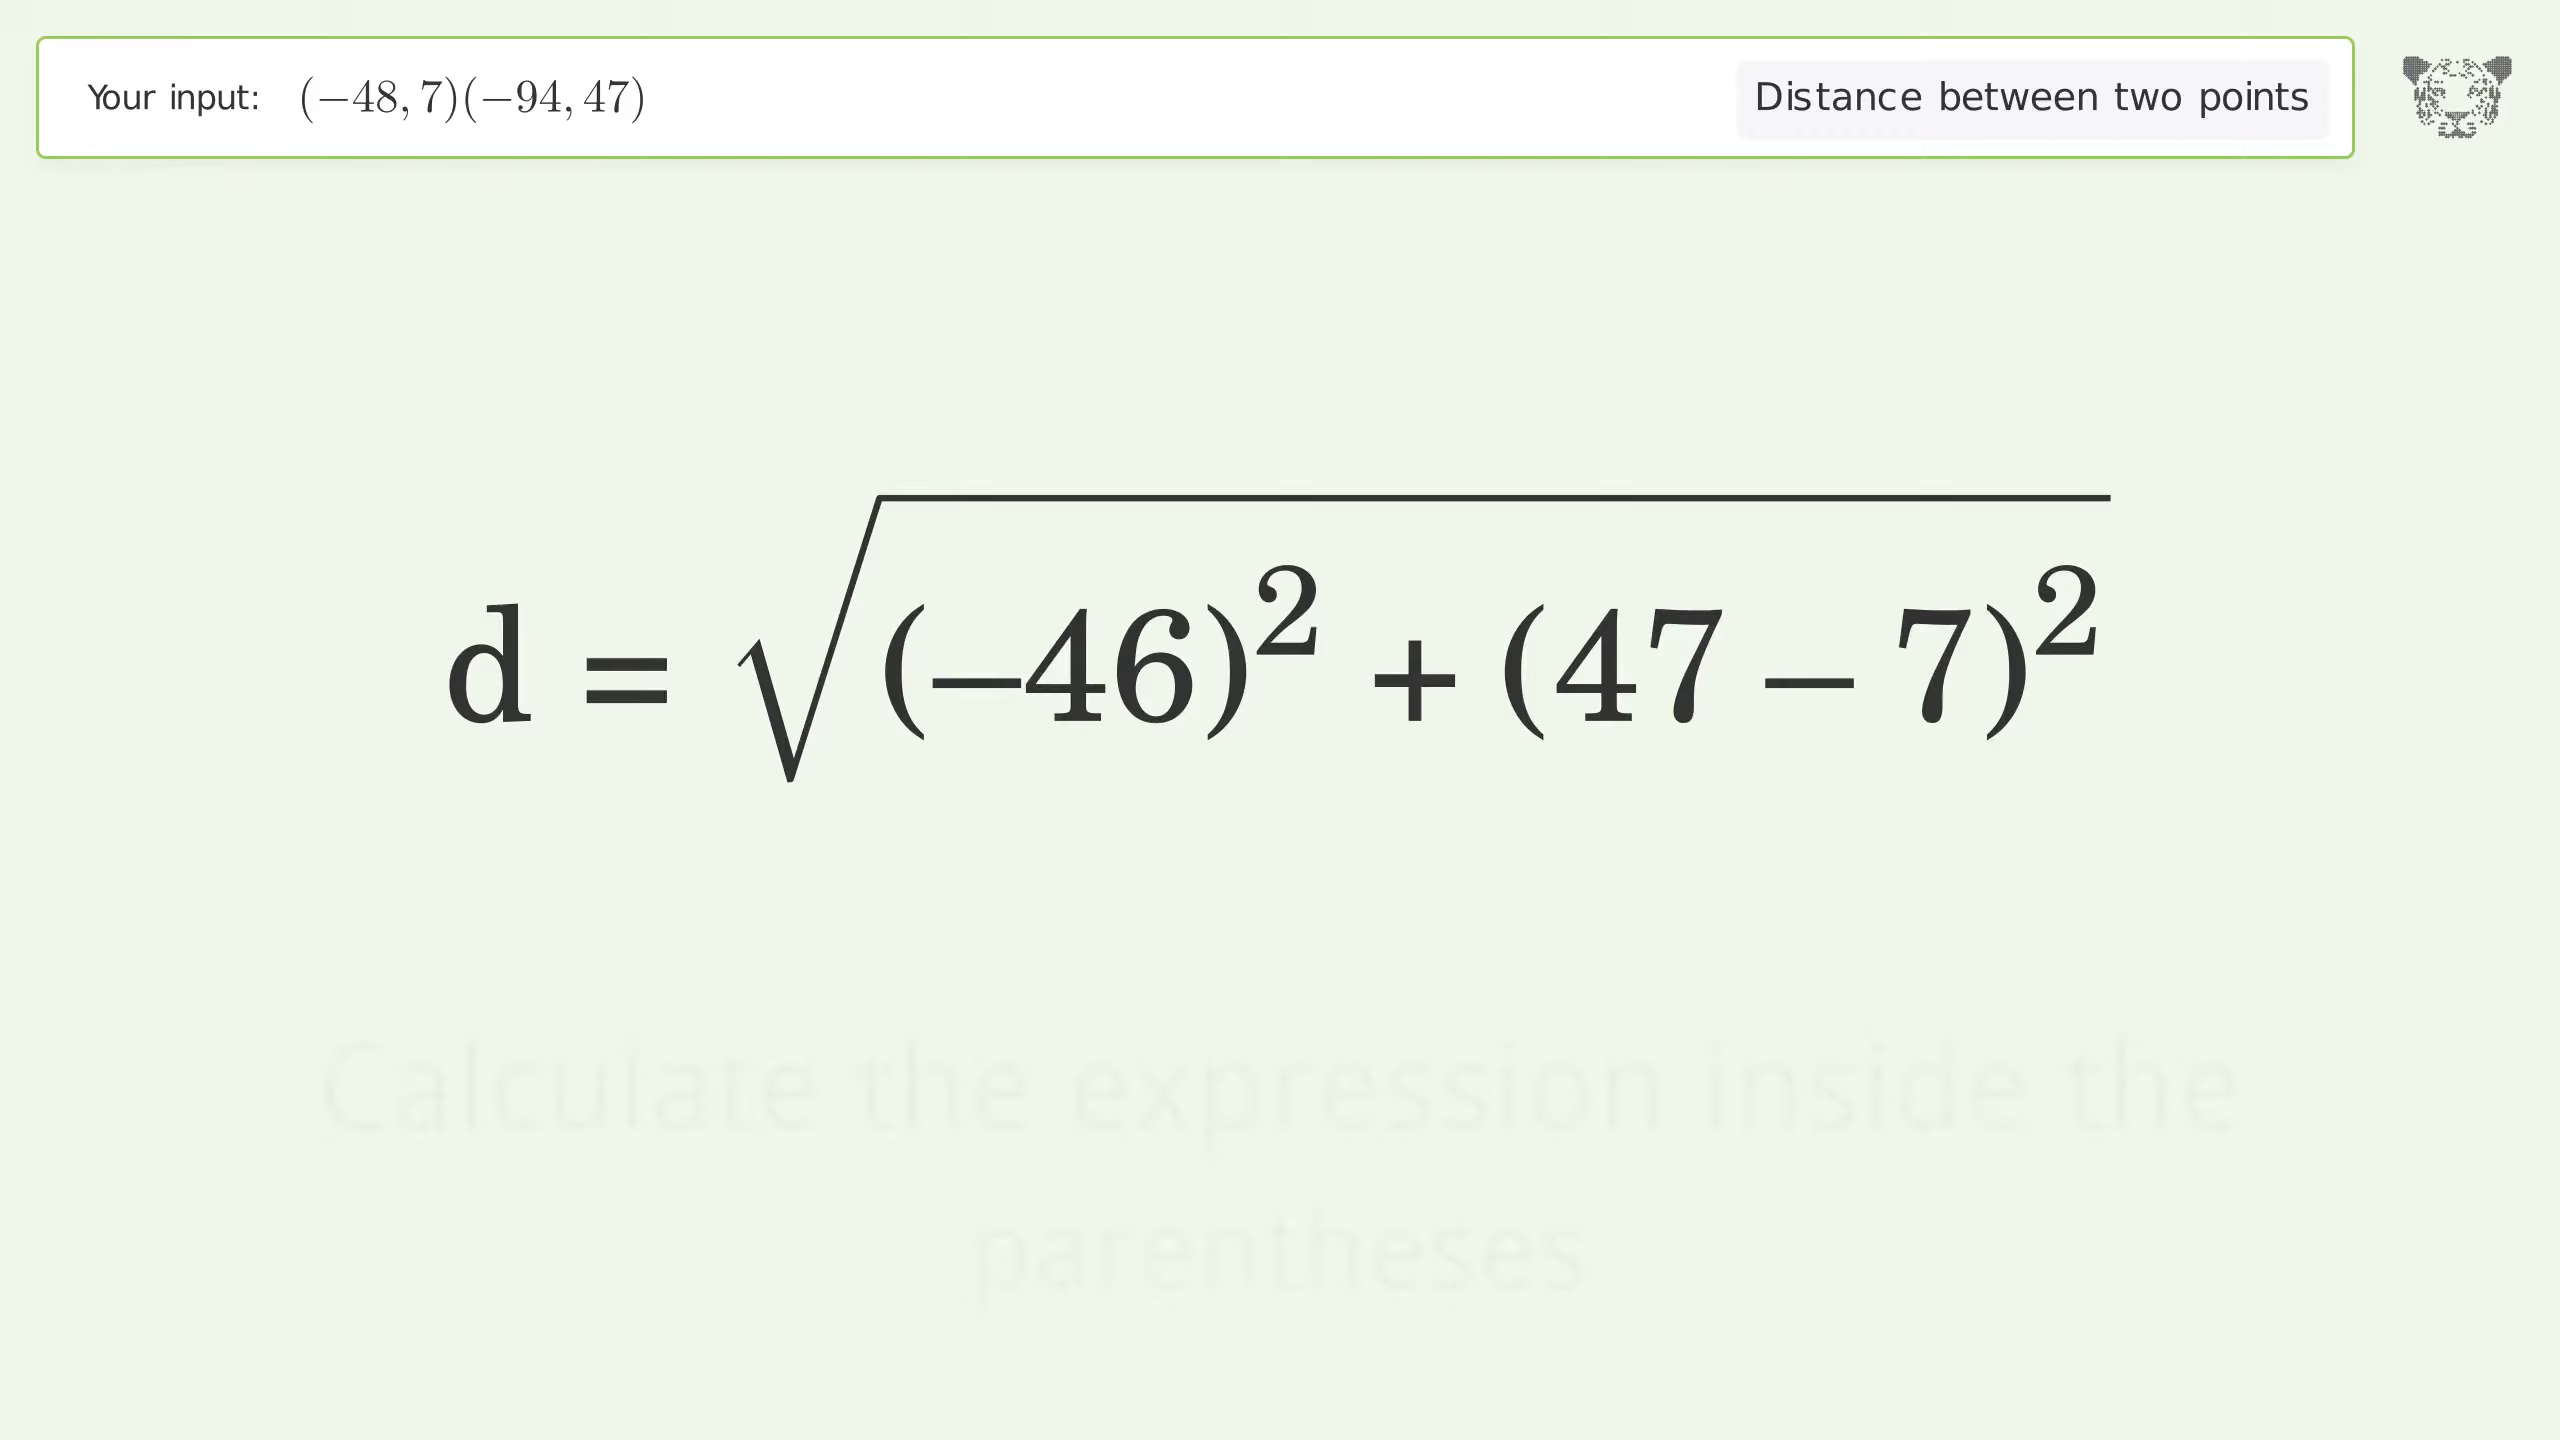 Your input: (−48, 7)(−94, 47)
Distance between two points
d = √(−46)² + (47 − 7)²
Calculate the expression inside the
parentheses